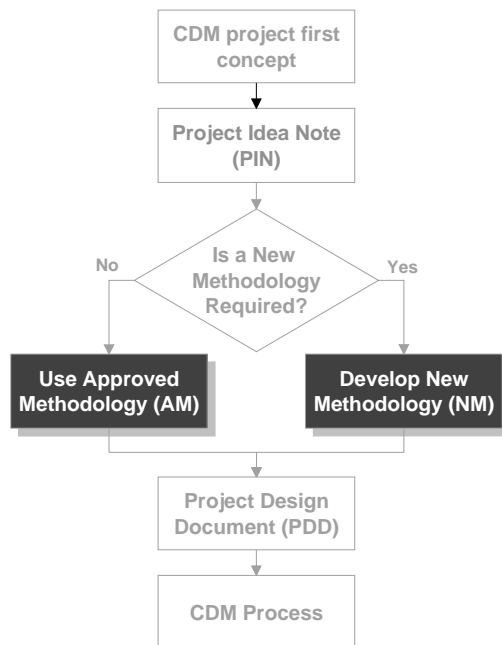 CDM project first
concept
Project Idea Note
(PIN)
Is a New
Methodology
Required?
No
Yes
Use Approved
Methodology (AM)
Develop New
Methodology (NM)
Project Design
Document (PDD)
CDM Process